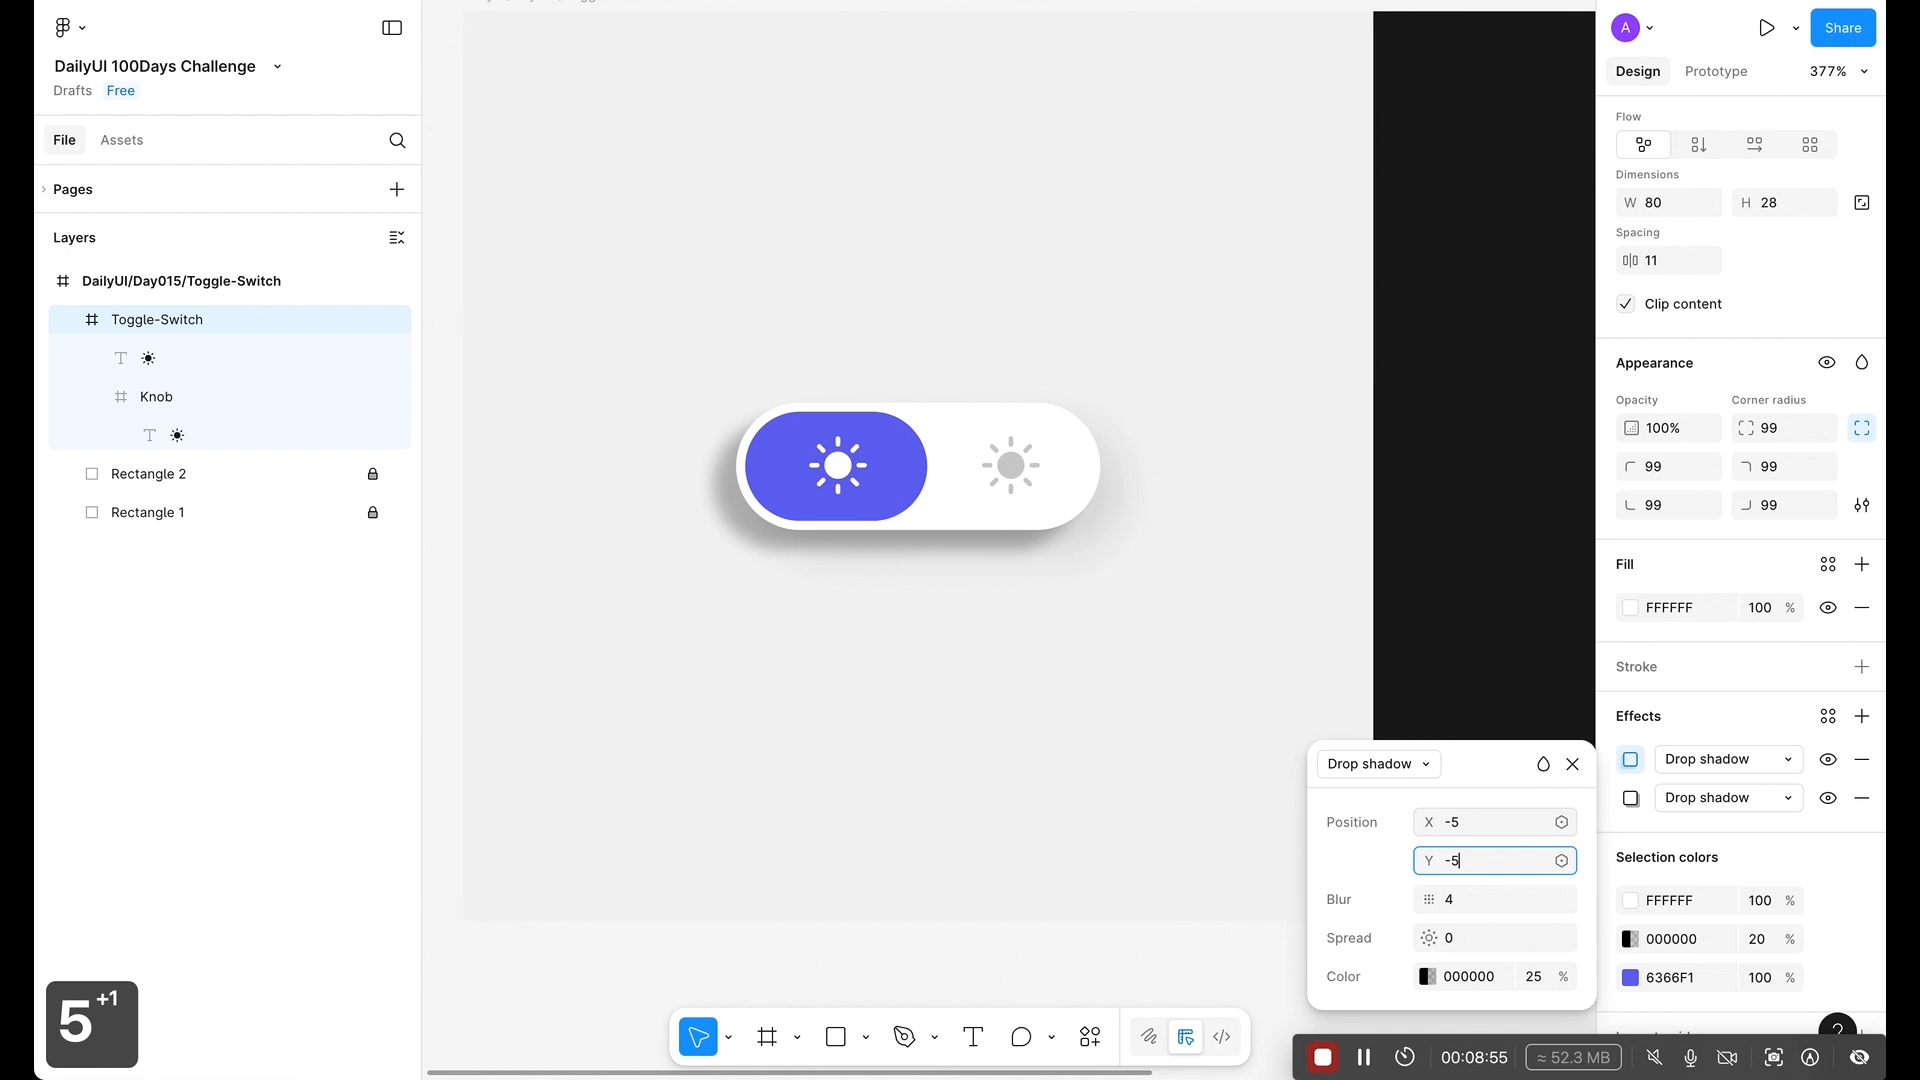 DailyUI 100Days Challenge
Drafts Free
File Assets
Pages
Layers
DailyUI/Day015/Toggle-Switch
Toggle-Switch
Knob
Rectangle 2
Rectangle 1
5 +1
A
Share
Design Prototype 377%
Flow
Dimensions
W 80 H 28
Spacing
11
Clip content
Appearance
Opacity Corner radius
100% 99
99 99
99 99
Fill
FFFFFF 100 %
Stroke
Effects
Drop shadow
Drop shadow
Selection colors
FFFFFF 100 %
000000 20 %
6366F1 100 %
Drop shadow
Position X -5
Y -5
Blur 4
Spread 0
Color 000000 25 %
?
00:08:55 ≈ 52.3 MB